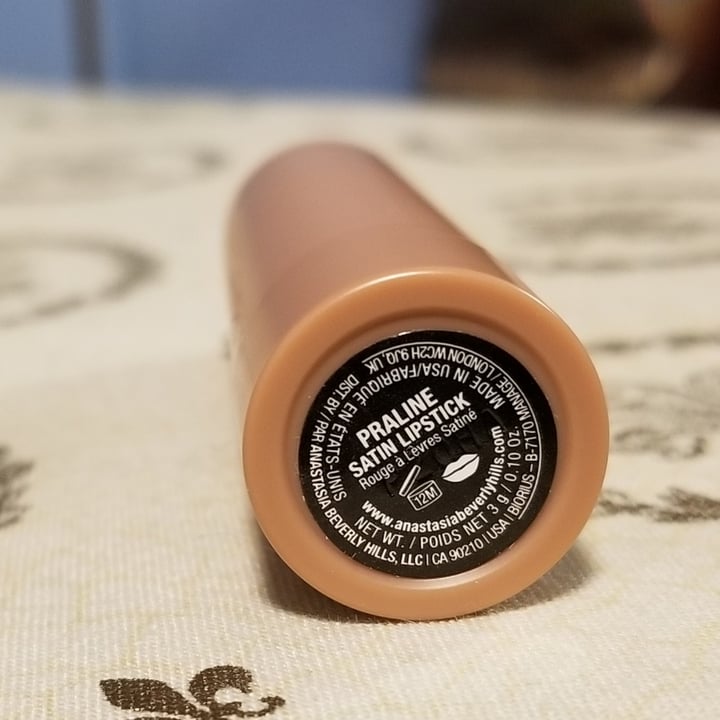 PRALINE
SATIN LIPSTICK
Rouge à Lèvres Satiné
12M
www.anastasiabeverlyhills.com
NET WT. / POIDS NET 3 g / 0.10 Oz.
DIST. BY / PAR ANASTASIA BEVERLY HILLS, LLC | CA 90210 | USA | BIORIUS – B-7170 MANAGE / LONDON WC2H 9JQ, UK
MADE IN USA/FABRIQUÉ EN ÉTATS-UNIS